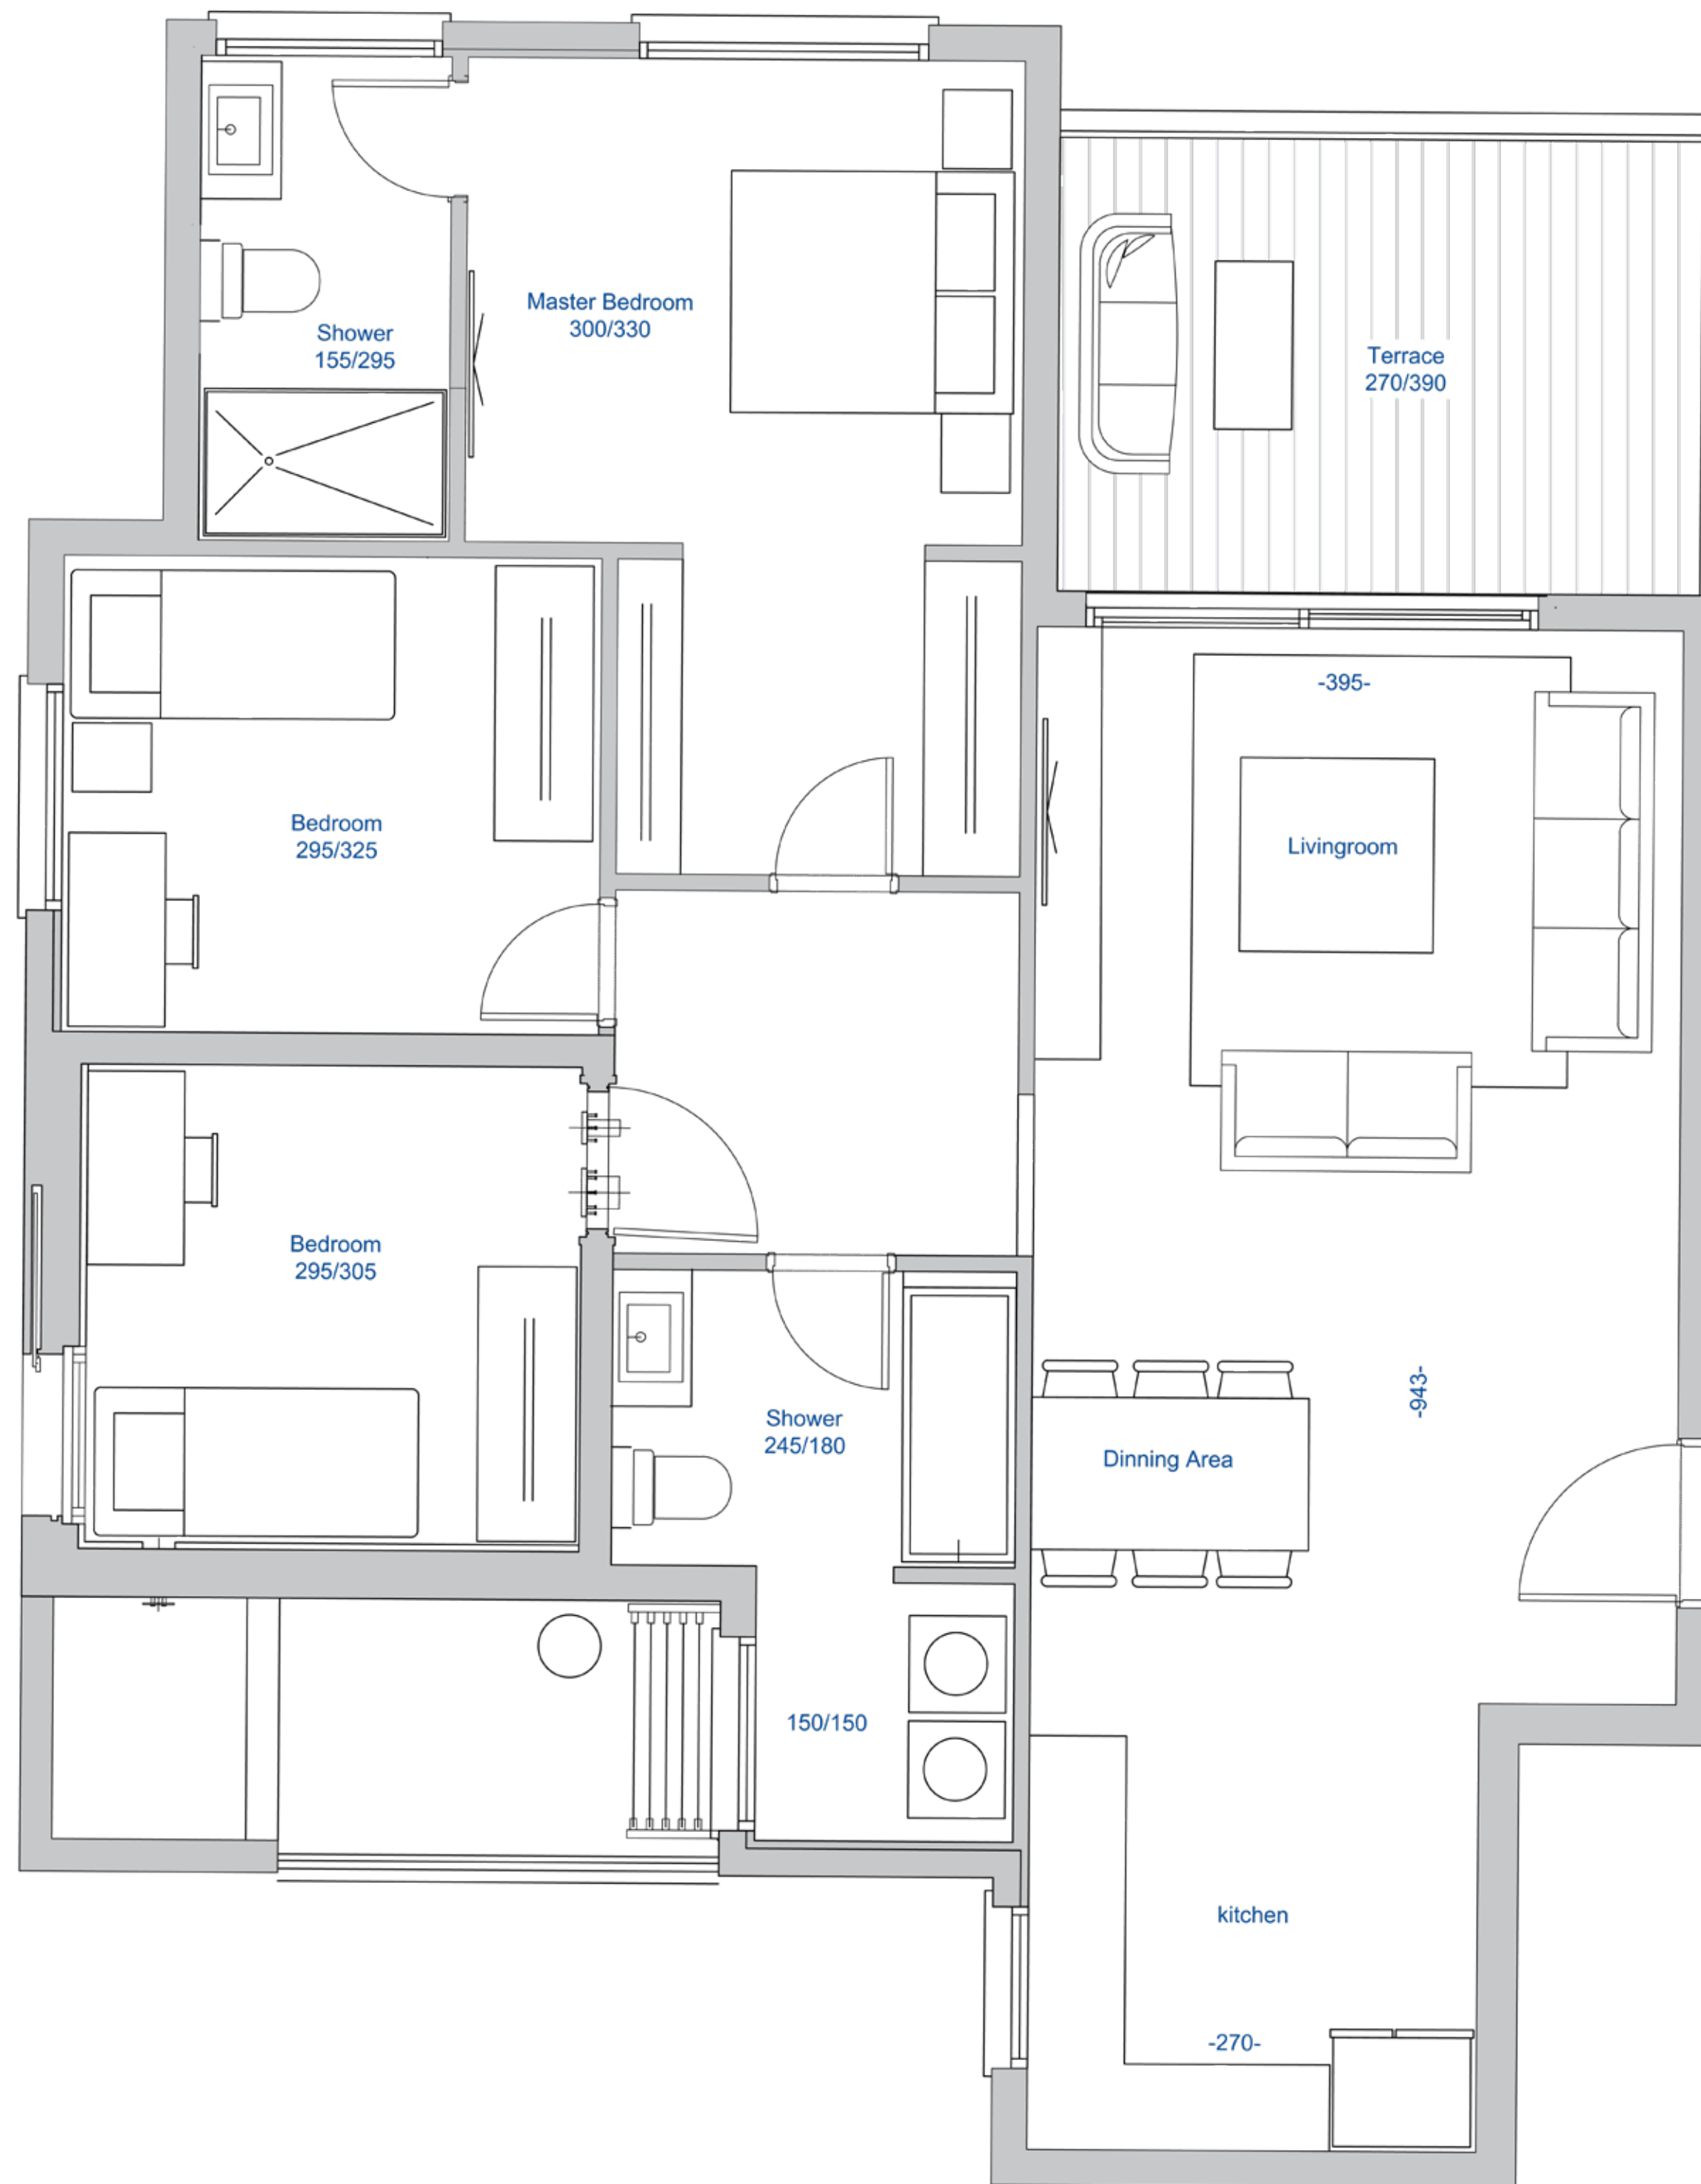 Master Bedroom
300/330
Shower
155/295
Terrace
270/390
-395-
Bedroom
295/325
Livingroom
Bedroom
295/305
-943-
Shower
245/180
Dinning Area
150/150
kitchen
-270-